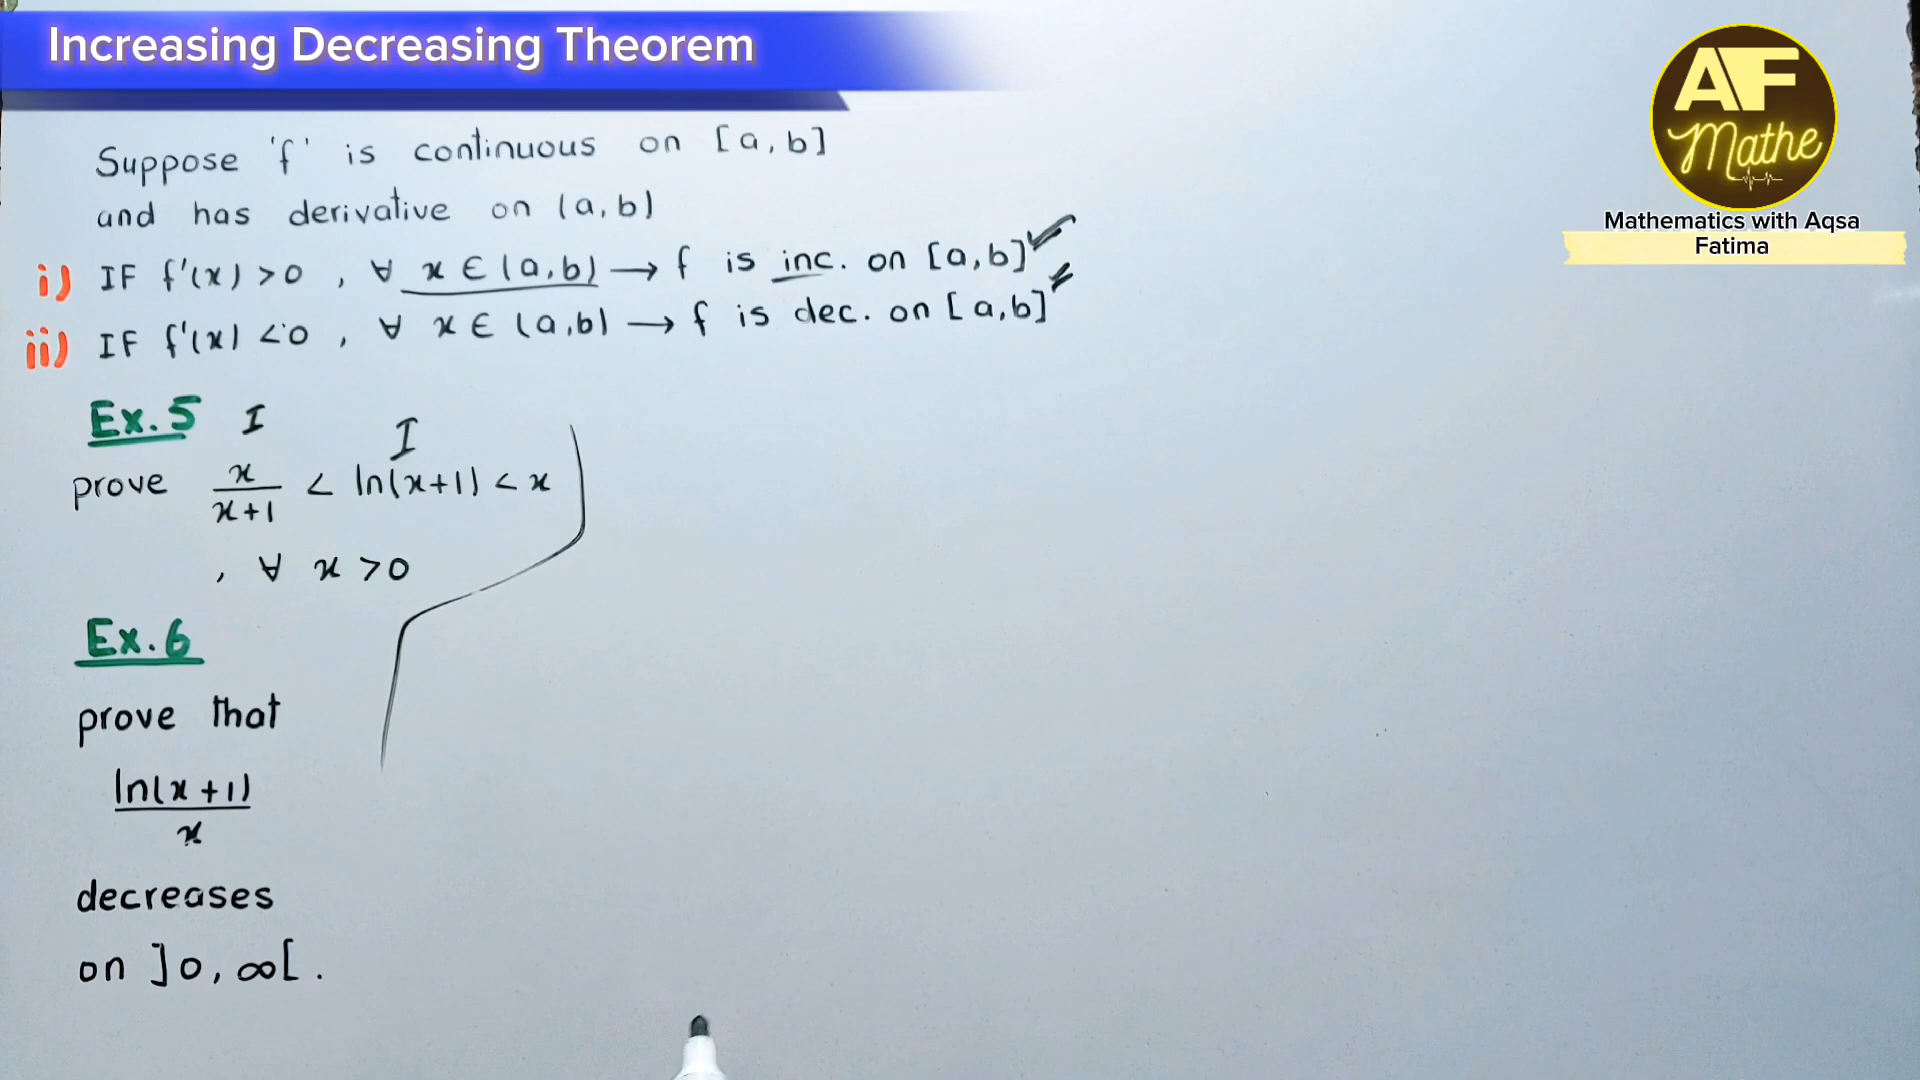 Increasing Decreasing Theorem
AF
Mathe
Mathematics with Aqsa
Fatima
Suppose 'f' is continuous on [a,b]
and has derivative on (a,b)
i) IF f'(x) >0 , ∀ x ∈ (a,b) → f is inc. on [a,b]
ii) IF f'(x) <0 , ∀ x ∈ (a,b) → f is dec. on [a,b]
Ex.5 I I
prove x/x+1 < ln(x+1) < x
, ∀ x >0
Ex.6
prove that
ln(x+1)
x
decreases
on ]0, ∞[ .